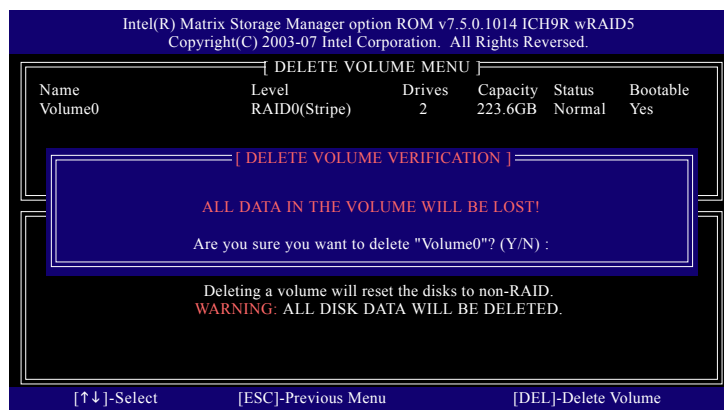 Intel(R) Matrix Storage Manager option ROM v7.5.0.1014 ICH9R wRAID5
Copyright(C) 2003-07 Intel Corporation. All Rights Reversed.
[ DELETE VOLUME MENU ]
Name Level Drives Capacity Status Bootable
Volume0 RAID0(Stripe) 2 223.6GB Normal Yes
[ DELETE VOLUME VERIFICATION ]
ALL DATA IN THE VOLUME WILL BE LOST!
Are you sure you want to delete "Volume0"? (Y/N) :
Deleting a volume will reset the disks to non-RAID.
WARNING: ALL DISK DATA WILL BE DELETED.
[↑↓]-Select [ESC]-Previous Menu [DEL]-Delete Volume